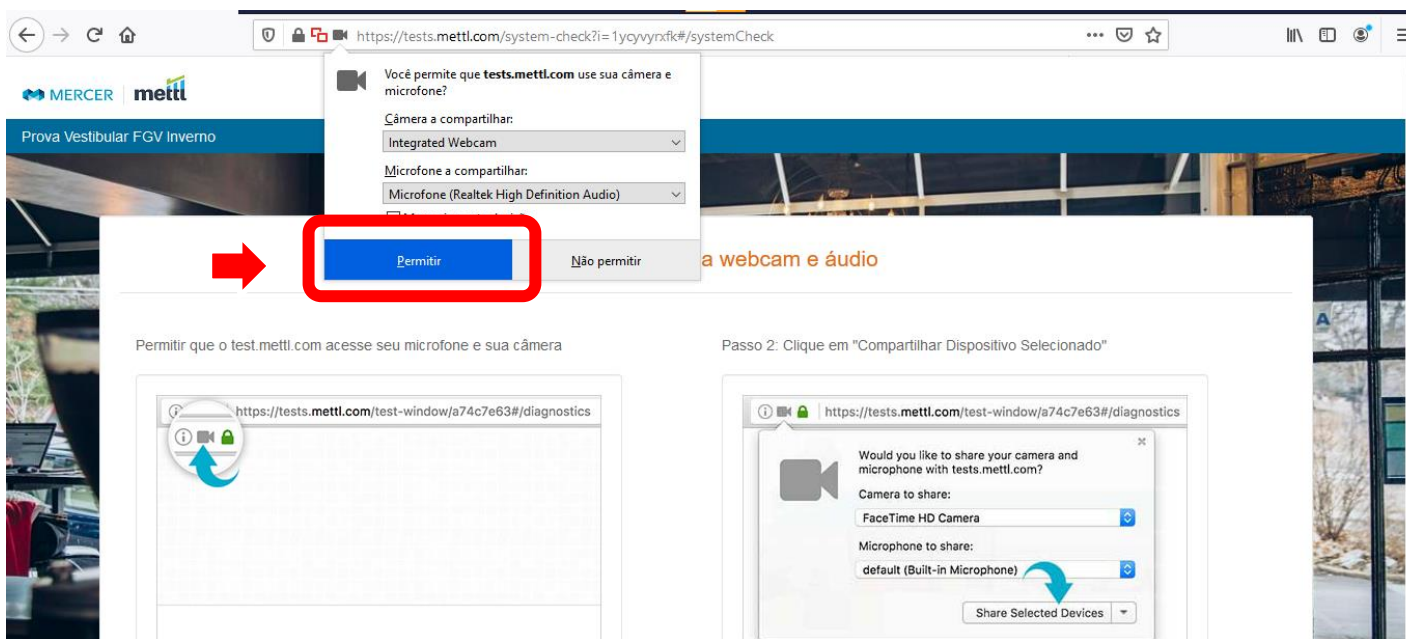 https://tests.mettl.com/system-check?i=1ycyvyrxfk#/systemCheck
MERCER mettl
Você permite que tests.mettl.com use sua câmera e
microfone?
Câmera a compartilhar:
Integrated Webcam
Microfone a compartilhar:
Microfone (Realtek High Definition Audio)
Permitir
Não permitir
Prova Vestibular FGV Inverno
a webcam e áudio
A
Permitir que o test.mettl.com acesse seu microfone e sua câmera
https://tests.mettl.com/test-window/a74c7e63#/diagnostics
Passo 2: Clique em "Compartilhar Dispositivo Selecionado"
https://tests.mettl.com/test-window/a74c7e63#/diagnostics
Would you like to share your camera and
microphone with tests.mettl.com?
Camera to share:
FaceTime HD Camera
Microphone to share:
default (Built-in Microphone)
Share Selected Devices